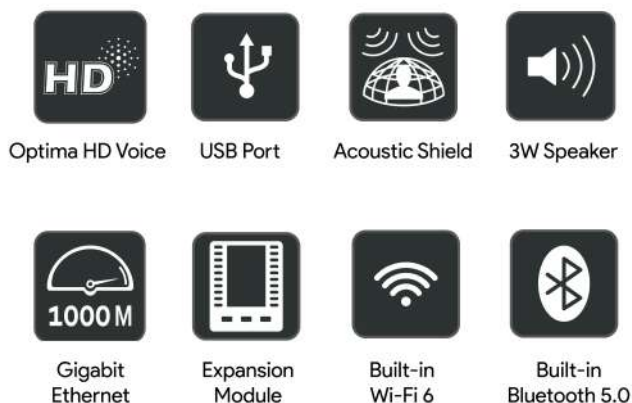 HD
Optima HD Voice
USB Port
Acoustic Shield
3W Speaker
1000M
Gigabit
Ethernet
Expansion
Module
Built-in
Wi-Fi 6
Built-in
Bluetooth 5.0